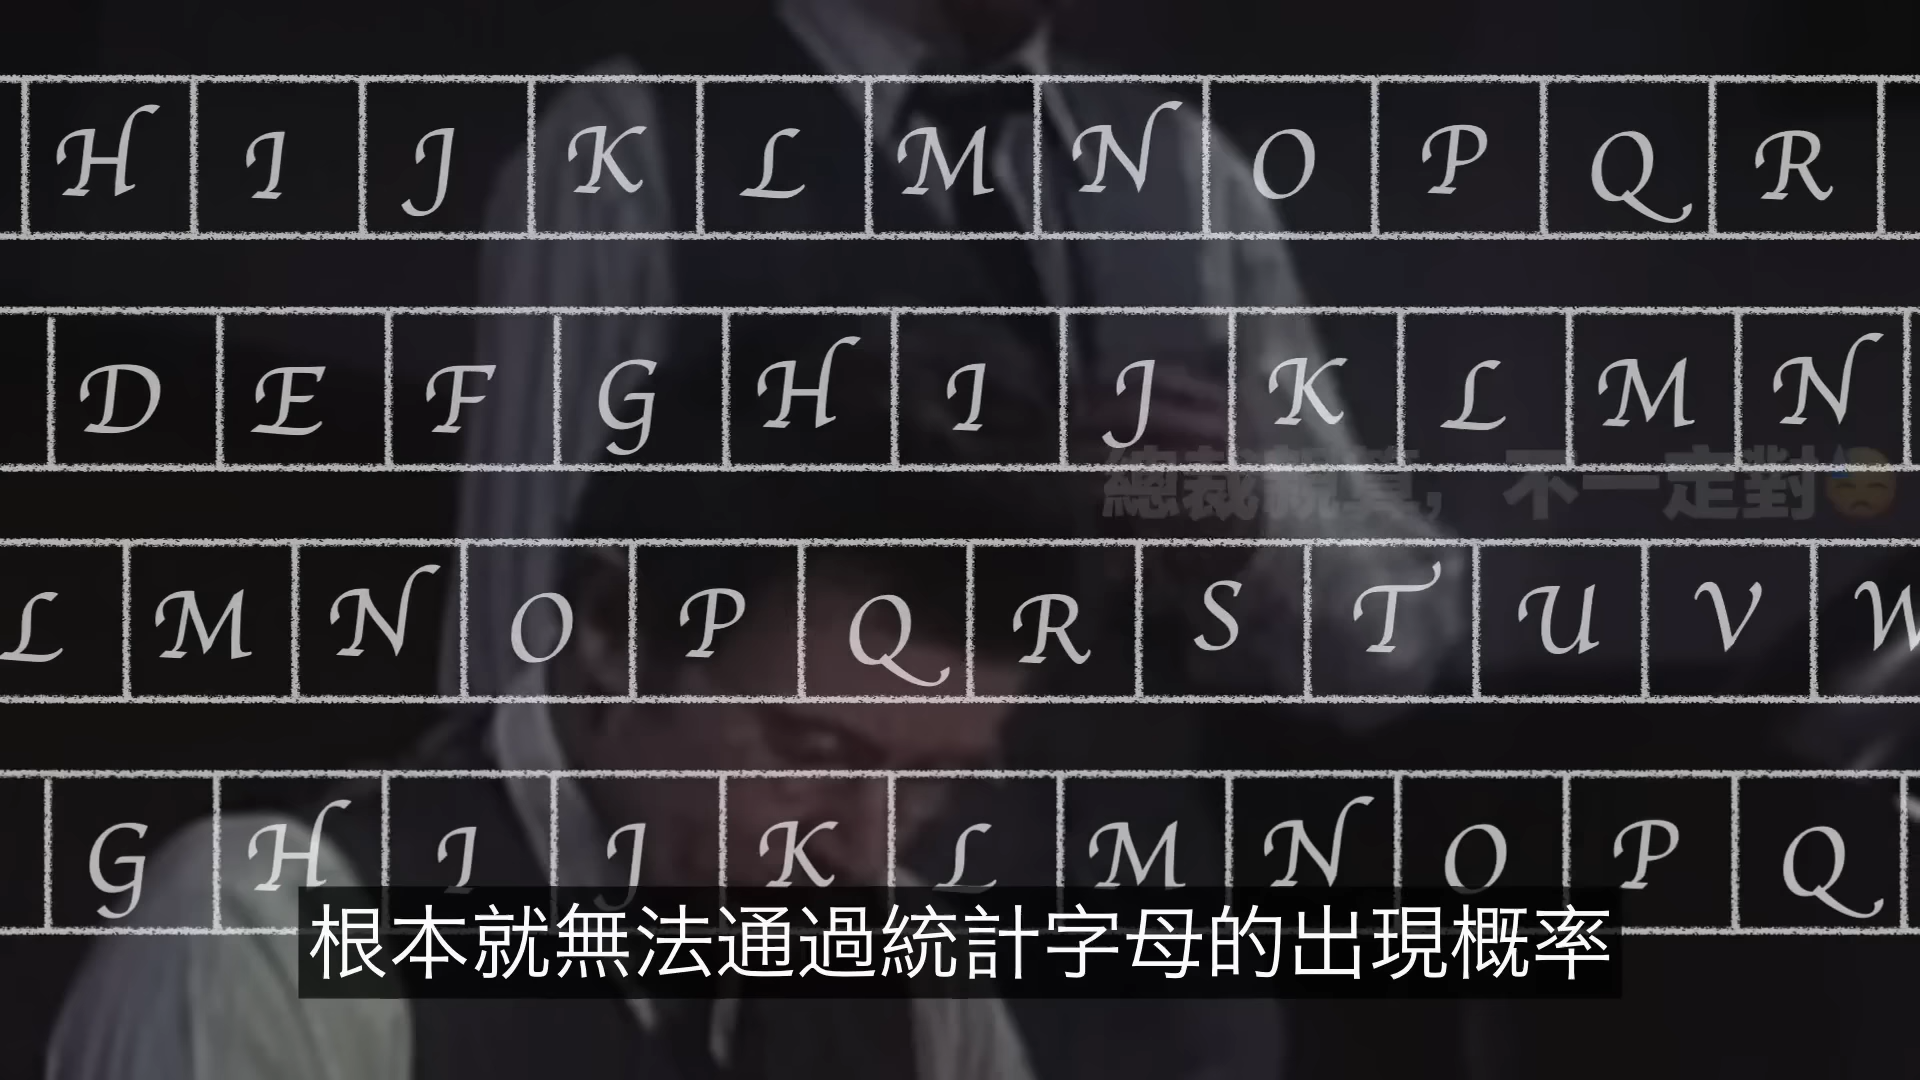 H I J K L M N O P Q R
D E F G H I J K L M N
總裁親算，不一定對
L M N O P Q R S T U V W
G H I J K L M N O P Q
根本就無法通過統計字母的出現概率